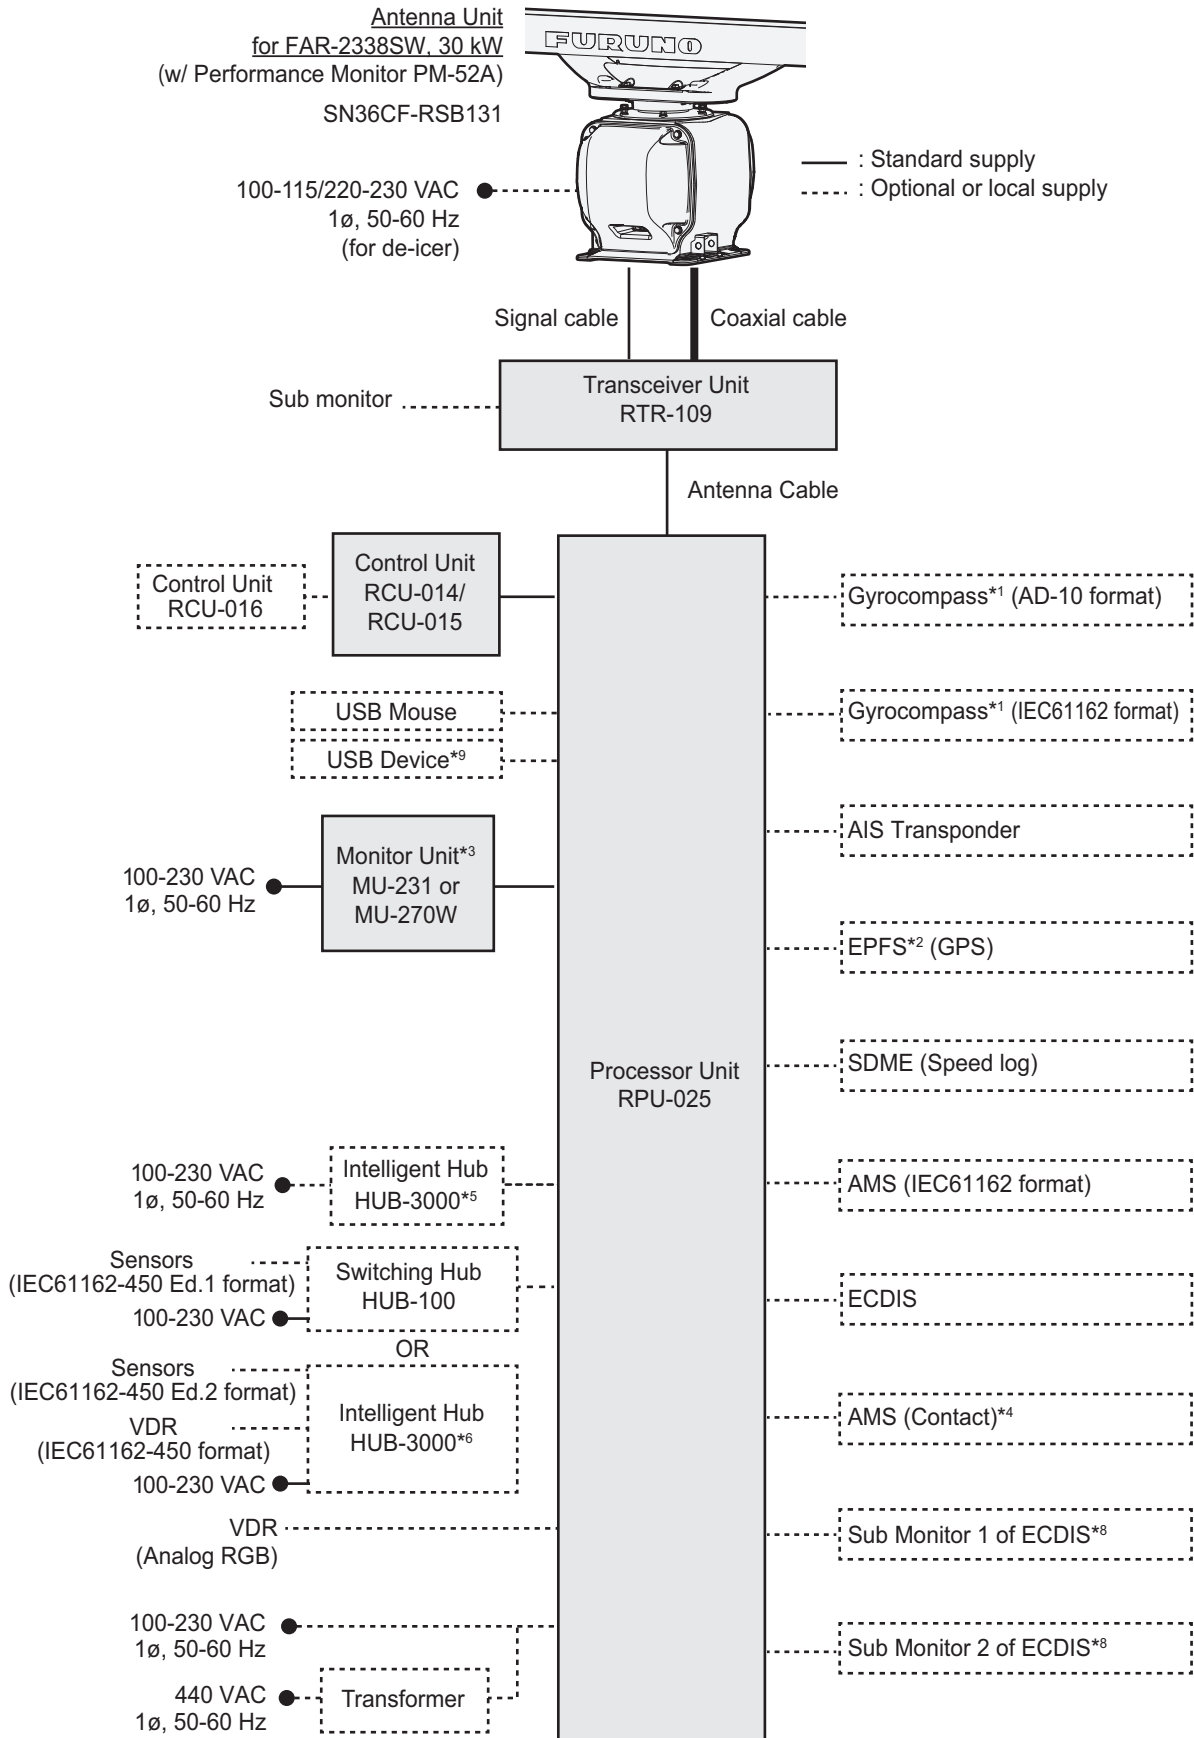 Antenna Unit
for FAR-2338SW, 30 kW
(w/ Performance Monitor PM-52A)
SN36CF-RSB131
FURUNO
: Standard supply
: Optional or local supply
100-115/220-230 VAC
1ø, 50-60 Hz
(for de-icer)
Signal cable
Coaxial cable
Sub monitor
Transceiver Unit
RTR-109
Antenna Cable
Control Unit
RCU-016
Control Unit
RCU-014/
RCU-015
USB Mouse
USB Device*9
100-230 VAC
1ø, 50-60 Hz
Monitor Unit*3
MU-231 or
MU-270W
Processor Unit
RPU-025
100-230 VAC
1ø, 50-60 Hz
Intelligent Hub
HUB-3000*5
Sensors
(IEC61162-450 Ed.1 format)
100-230 VAC
Switching Hub
HUB-100
OR
Sensors
(IEC61162-450 Ed.2 format)
VDR
(IEC61162-450 format)
100-230 VAC
Intelligent Hub
HUB-3000*6
VDR
(Analog RGB)
100-230 VAC
1ø, 50-60 Hz
440 VAC
1ø, 50-60 Hz
Transformer
Gyrocompass*1 (AD-10 format)
Gyrocompass*1 (IEC61162 format)
AIS Transponder
EPFS*2 (GPS)
SDME (Speed log)
AMS (IEC61162 format)
ECDIS
AMS (Contact)*4
Sub Monitor 1 of ECDIS*8
Sub Monitor 2 of ECDIS*8